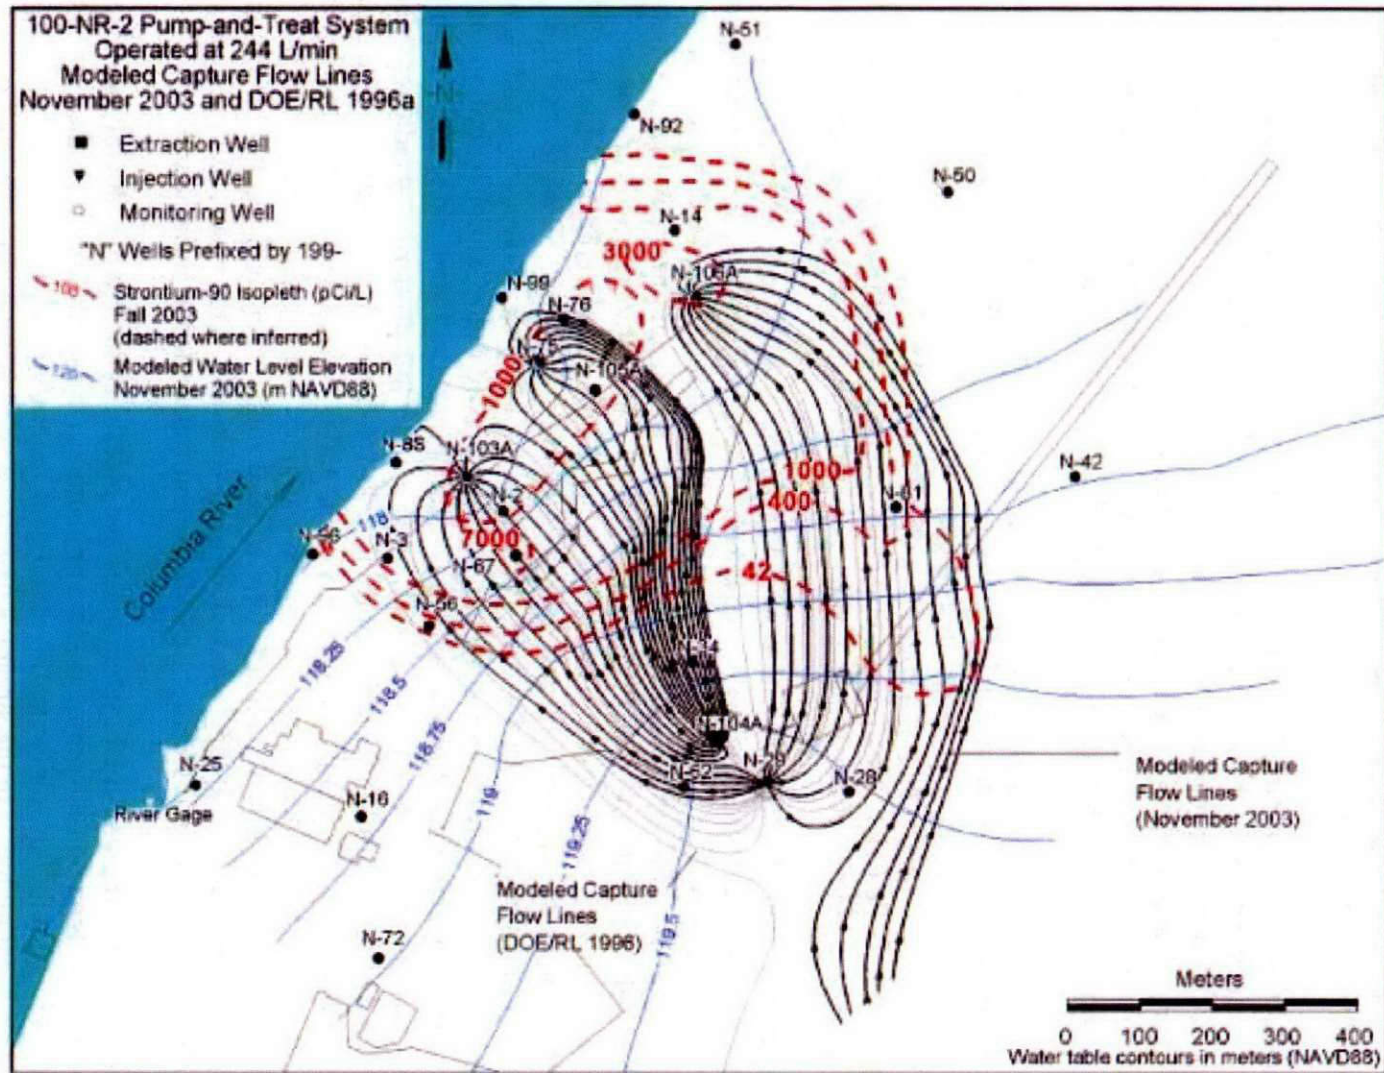 100-NR-2 Pump-and-Treat System
Operated at 244 L/min
Modeled Capture Flow Lines
November 2003 and DOE/RL 1996a
Extraction Well
Injection Well
Monitoring Well
"N" Wells Prefixed by 199-
Strontium-90 Isopleth (pCi/L)
Fall 2003
(dashed where inferred)
Modeled Water Level Elevation
November 2003 (m NAVD88)
N
N-51
N-92
N-50
N-14
3000
N-106A
N-99
N-76
N-75
1000
N-105A
N-103A
N-2
118
7000
N-3
N-67
N-56
1000
400
42
N-81
N-42
Columbia River
118.25
118.5
118.75
119
119.25
119.5
N-104A
N-29
N-28
N-52
N-25
River Gage
N-16
N-72
Modeled Capture
Flow Lines
(November 2003)
Modeled Capture
Flow Lines
(DOE/RL 1996)
Meters
0 100 200 300 400
Water table contours in meters (NAVD88)